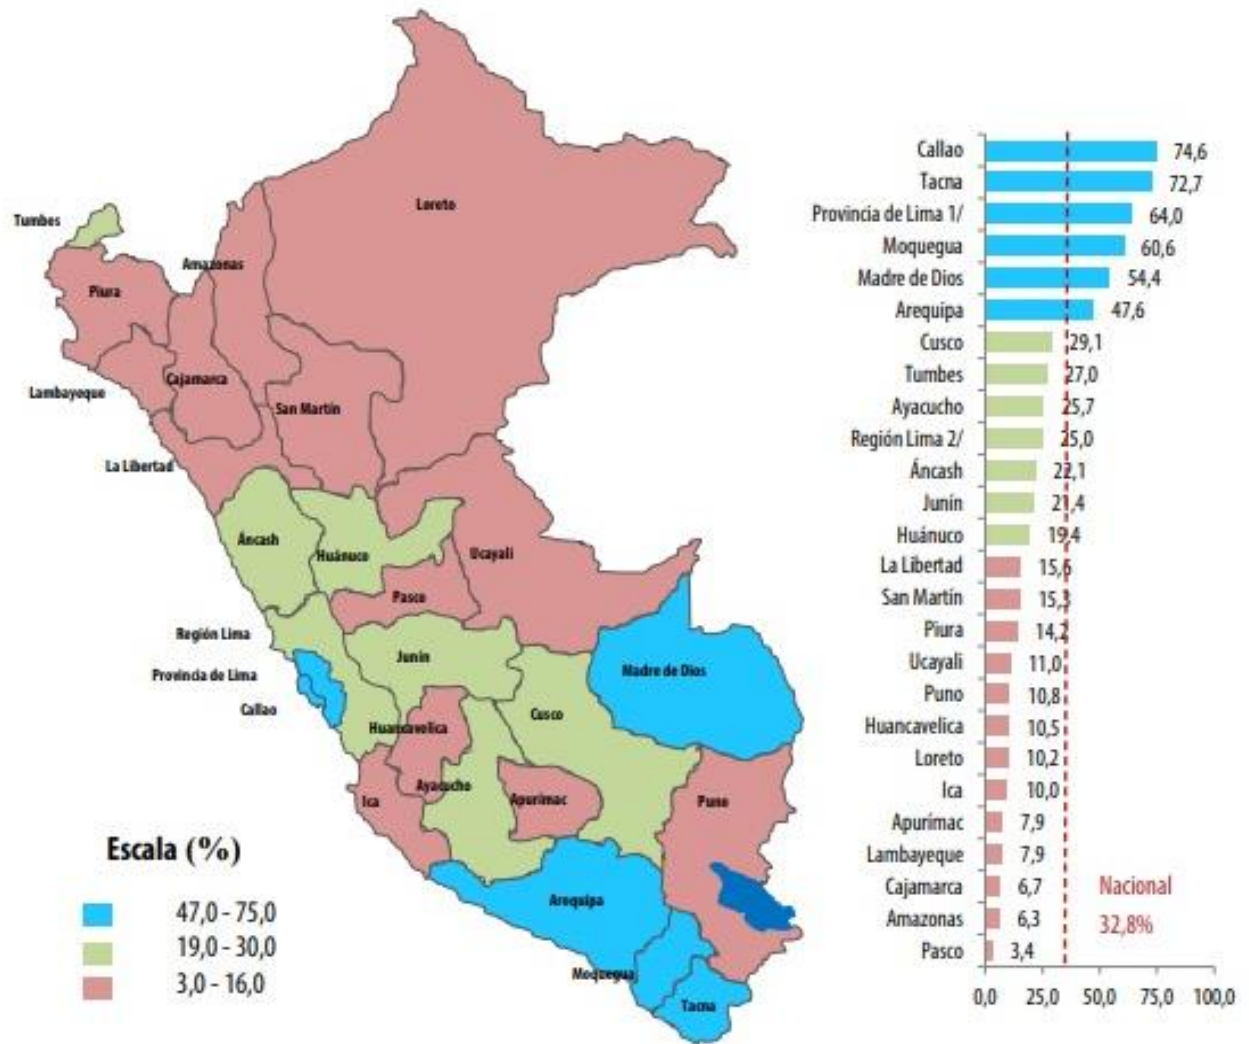 Loreto
Tumbes
Amazonas
Piura
Cajamarca
Lambayeque
San Martín
La Libertad
Áncash
Huánuco
Ucayali
Pasco
Región Lima
Junín
Provincia de Lima
Madre de Dios
Callao
Cusco
Huancavelica
Ayacucho
Ica
Apurímac
Puno
Arequipa
Moquegua
Tacna
Escala (%)
47,0 - 75,0
19,0 - 30,0
3,0 - 16,0
Callao 74,6
Tacna 72,7
Provincia de Lima 1/ 64,0
Moquegua 60,6
Madre de Dios 54,4
Arequipa 47,6
Cusco 29,1
Tumbes 27,0
Ayacucho 25,7
Región Lima 2/ 25,0
Áncash 22,1
Junín 21,4
Huánuco 19,4
La Libertad 15,6
San Martín 15,3
Piura 14,2
Ucayali 11,0
Puno 10,8
Huancavelica 10,5
Loreto 10,2
Ica 10,0
Apurímac 7,9
Lambayeque 7,9
Cajamarca 6,7
Amazonas 6,3
Pasco 3,4
Nacional
32,8%
0,0 25,0 50,0 75,0 100,0